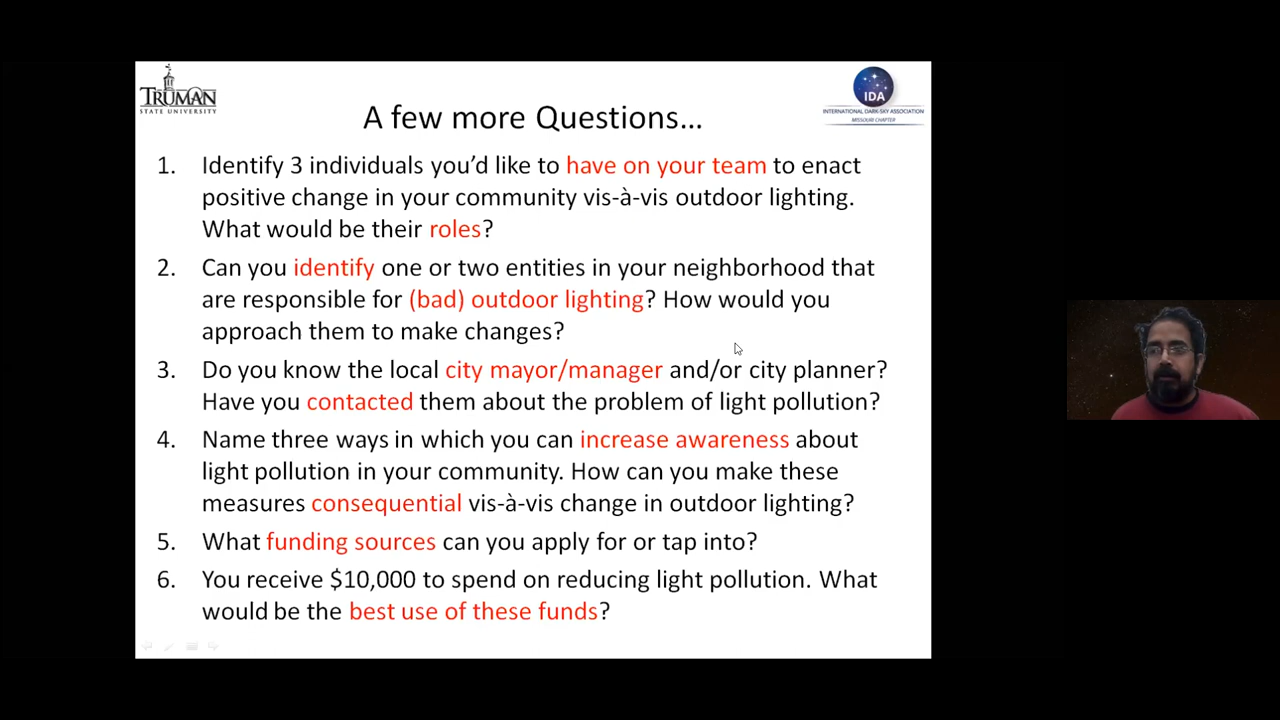 TRUMAN
STATE UNIVERSITY
IDA
INTERNATIONAL DARK-SKY ASSOCIATION
MISSOURI CHAPTER
A few more Questions…
1. Identify 3 individuals you’d like to have on your team to enact
positive change in your community vis-à-vis outdoor lighting.
What would be their roles?
2. Can you identify one or two entities in your neighborhood that
are responsible for (bad) outdoor lighting? How would you
approach them to make changes?
3. Do you know the local city mayor/manager and/or city planner?
Have you contacted them about the problem of light pollution?
4. Name three ways in which you can increase awareness about
light pollution in your community. How can you make these
measures consequential vis-à-vis change in outdoor lighting?
5. What funding sources can you apply for or tap into?
6. You receive $10,000 to spend on reducing light pollution. What
would be the best use of these funds?